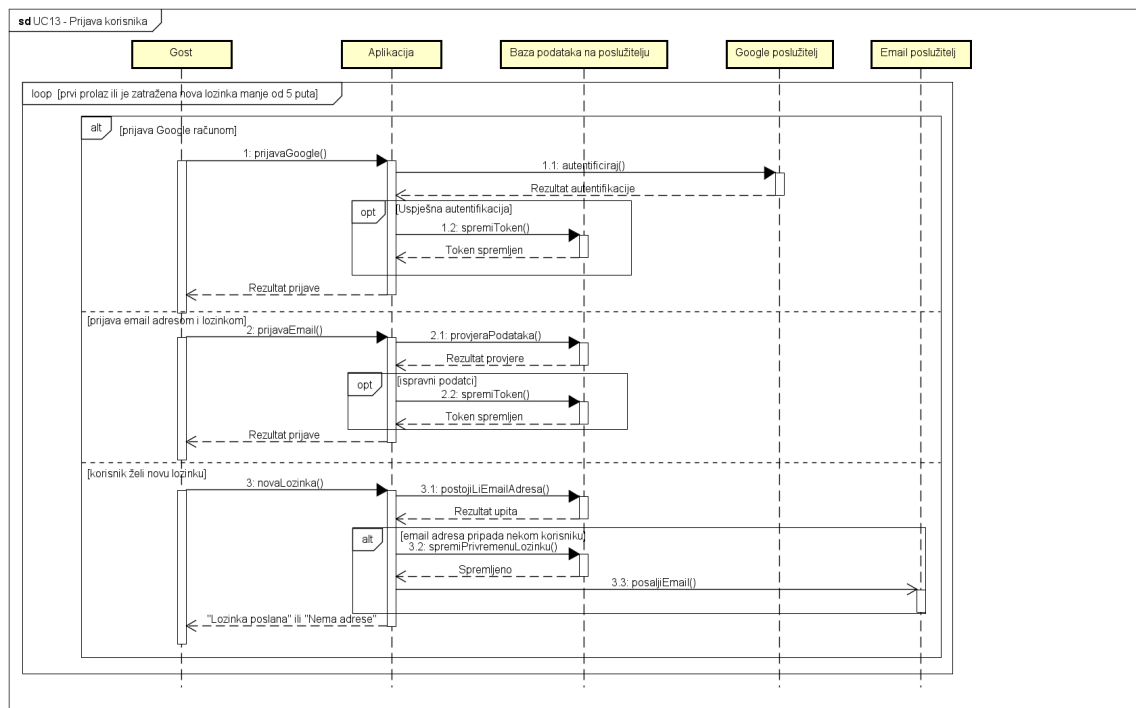 sd UC13 - Prijava korisnika
Gost
Aplikacija
Baza podataka na poslužitelju
Google poslužitelj
Email poslužitelj
loop [prvi prolaz ili je zatražena nova lozinka manje od 5 puta]
alt [prijava Google računom]
1: prijavaGoogle()
1.1: autentificiraj()
Rezultat autentifikacije
opt [Uspješna autentifikacija]
1.2: spremiToken()
Token spremljen
Rezultat prijave
[prijava email adresom i lozinkom]
2: prijavaEmail()
2.1: provjeraPodataka()
Rezultat provjere
opt [ispravni podatci]
2.2: spremiToken()
Token spremljen
Rezultat prijave
[korisnik želi novu lozinku]
3: novaLozinka()
3.1: postojiLiEmailAdresa()
Rezultat upita
alt [email adresa pripada nekom korisniku]
3.2: spremiPrivremenuLozinku()
Spremljeno
3.3: posaljiEmail()
"Lozinka poslana" ili "Nema adrese"